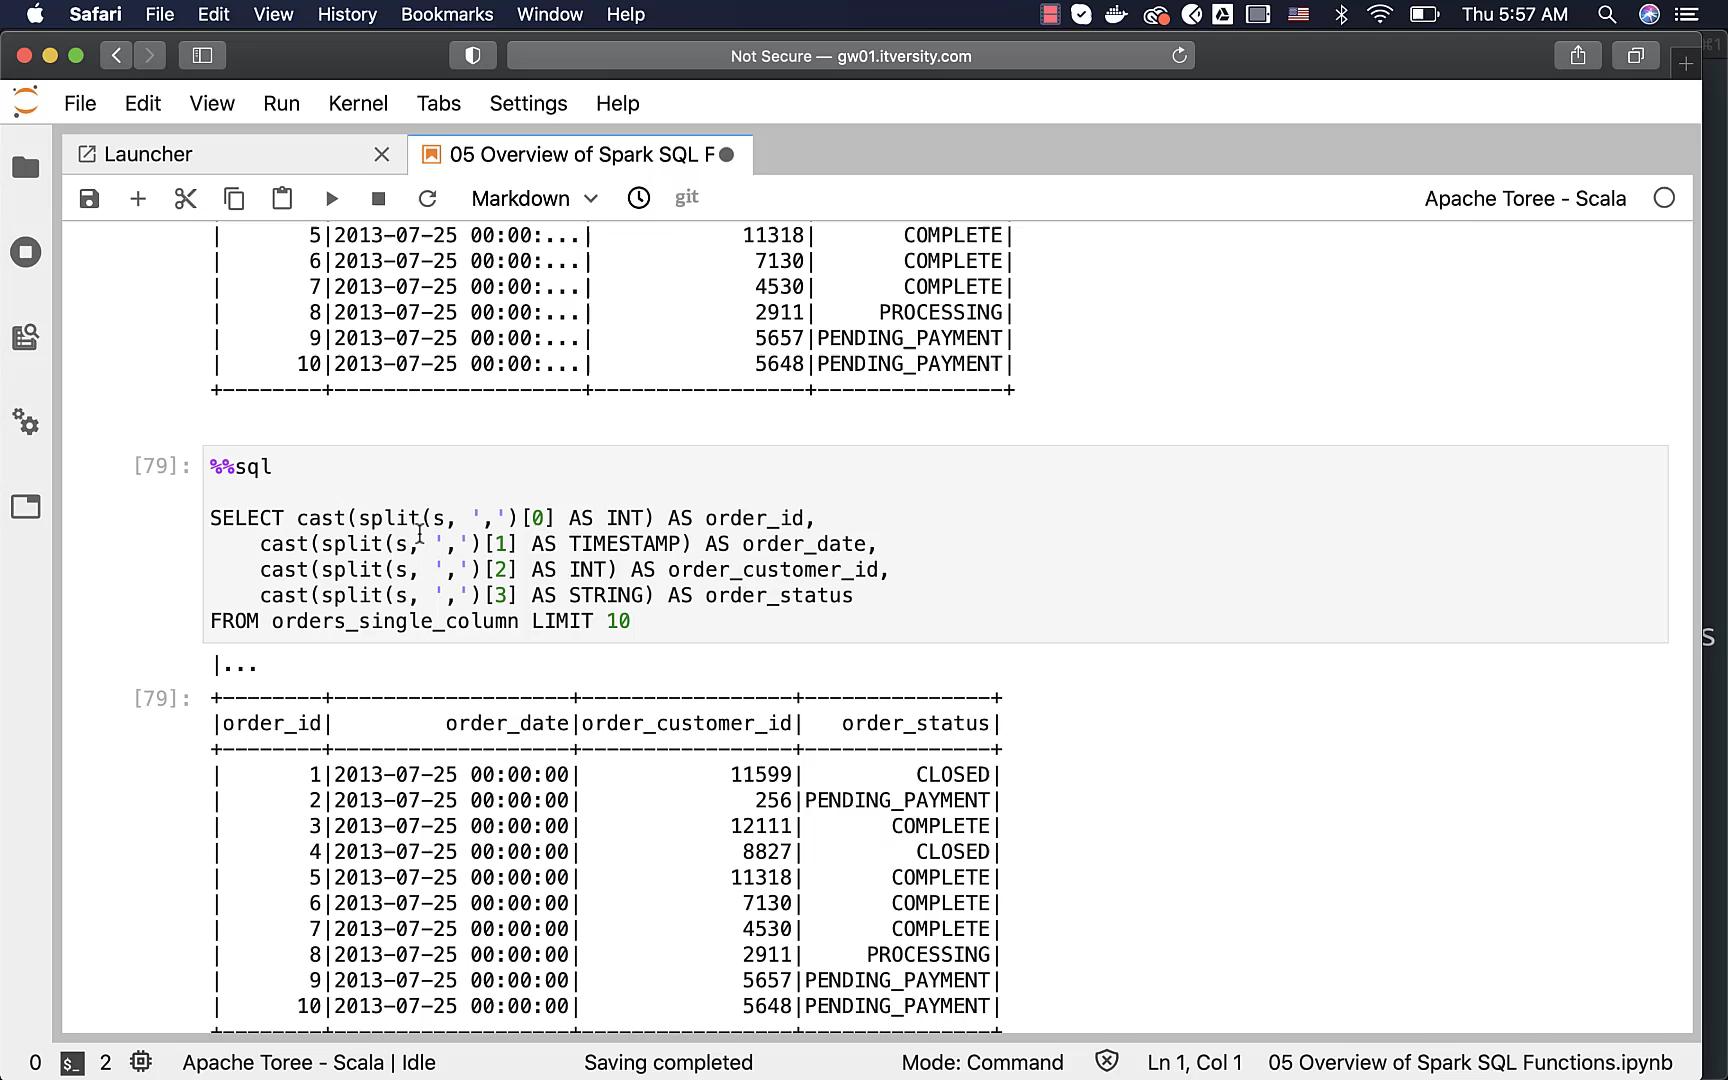 Safari File Edit View History Bookmarks Window Help Thu 5:57 AM
Not Secure — gw01.itversity.com
File Edit View Run Kernel Tabs Settings Help
Launcher 05 Overview of Spark SQL F
Markdown git Apache Toree - Scala
| 5|2013-07-25 00:00:...| 11318| COMPLETE|
| 6|2013-07-25 00:00:...| 7130| COMPLETE|
| 7|2013-07-25 00:00:...| 4530| COMPLETE|
| 8|2013-07-25 00:00:...| 2911| PROCESSING|
| 9|2013-07-25 00:00:...| 5657|PENDING_PAYMENT|
| 10|2013-07-25 00:00:...| 5648|PENDING_PAYMENT|
+--------+--------------------+-----------------+---------------+
[79]: %%sql
SELECT cast(split(s, ',')[0] AS INT) AS order_id,
cast(split(s, ',')[1] AS TIMESTAMP) AS order_date,
cast(split(s, ',')[2] AS INT) AS order_customer_id,
cast(split(s, ',')[3] AS STRING) AS order_status
FROM orders_single_column LIMIT 10
|...
[79]: +--------+-------------------+-----------------+---------------+
|order_id| order_date|order_customer_id| order_status|
+--------+-------------------+-----------------+---------------+
| 1|2013-07-25 00:00:00| 11599| CLOSED|
| 2|2013-07-25 00:00:00| 256|PENDING_PAYMENT|
| 3|2013-07-25 00:00:00| 12111| COMPLETE|
| 4|2013-07-25 00:00:00| 8827| CLOSED|
| 5|2013-07-25 00:00:00| 11318| COMPLETE|
| 6|2013-07-25 00:00:00| 7130| COMPLETE|
| 7|2013-07-25 00:00:00| 4530| COMPLETE|
| 8|2013-07-25 00:00:00| 2911| PROCESSING|
| 9|2013-07-25 00:00:00| 5657|PENDING_PAYMENT|
| 10|2013-07-25 00:00:00| 5648|PENDING_PAYMENT|
+--------+-------------------+-----------------+---------------+
0 $_ 2 Apache Toree - Scala | Idle Saving completed Mode: Command Ln 1, Col 1 05 Overview of Spark SQL Functions.ipynb